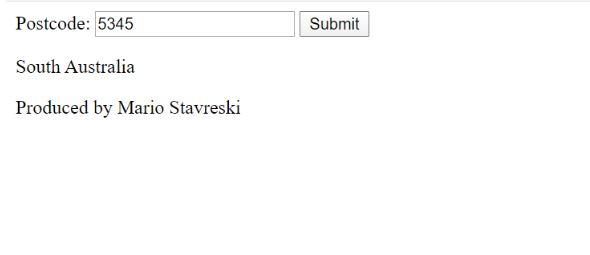 Postcode: 5345 Submit
South Australia
Produced by Mario Stavreski